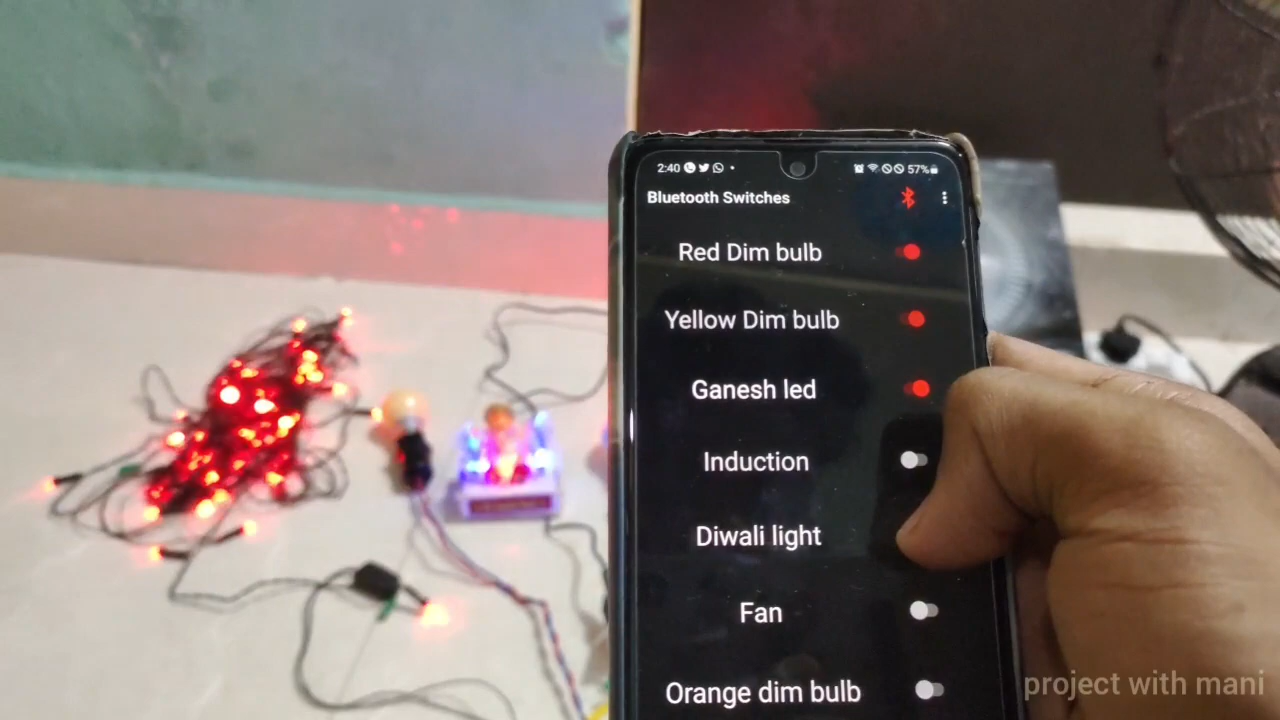 2:40
57%
Bluetooth Switches
Red Dim bulb
Yellow Dim bulb
Ganesh led
Induction
Diwali light
Fan
Orange dim bulb
project with mani